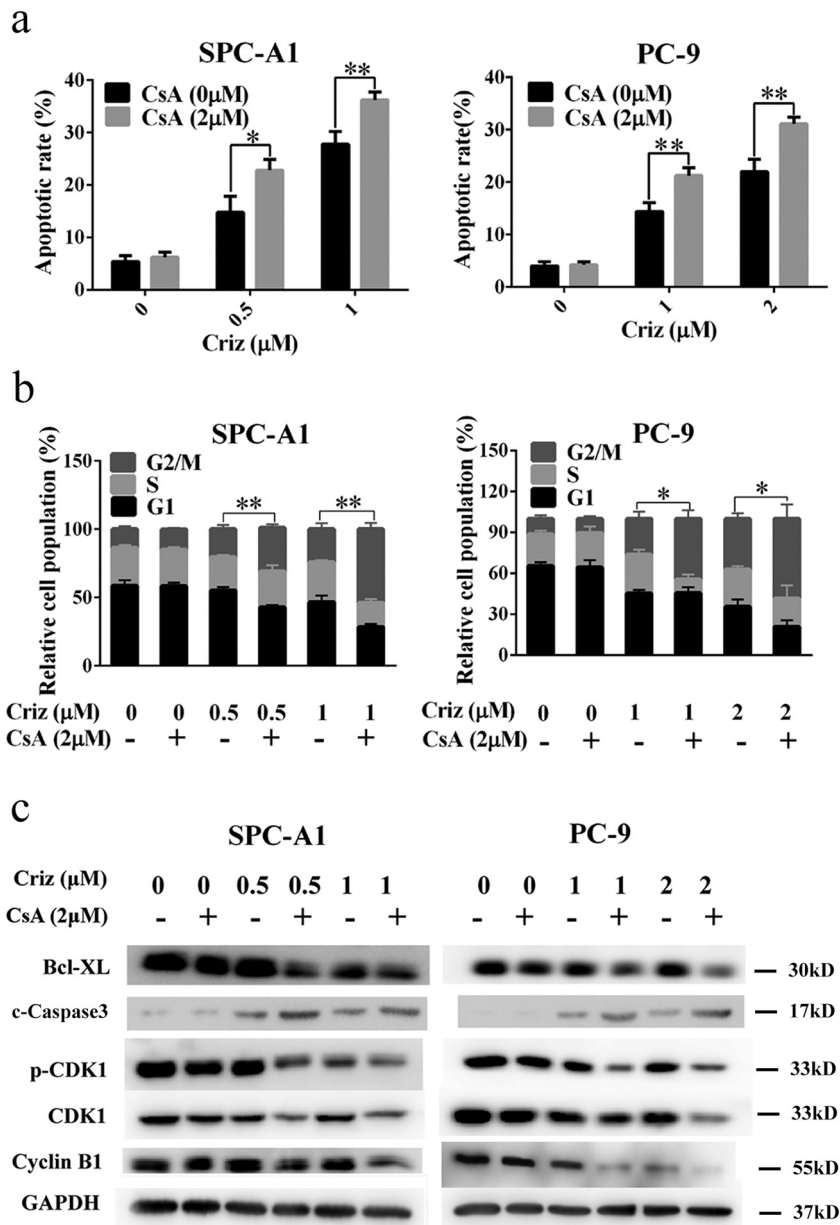 a
SPC-A1
PC-9
40
30
20
10
0
Apoptotic rate (%)
CsA (0μM)
CsA (2μM)
*
**
0
0.5
1
Criz (μM)
40
30
20
10
0
Apoptotic rate(%)
CsA (0μM)
CsA (2μM)
**
**
0
1
2
Criz (μM)
b
SPC-A1
150
100
50
0
Relative cell population (%)
G2/M
S
G1
**
**
Criz (μM) 0 0 0.5 0.5 1 1
CsA (2μM) - + - + - +
PC-9
150
120
90
60
30
0
Relative cell population (%)
G2/M
S
G1
*
*
Criz (μM) 0 0 1 1 2 2
CsA (2μM) - + - + - +
c
SPC-A1 PC-9
Criz (μM) 0 0 0.5 0.5 1 1 0 0 1 1 2 2
CsA (2μM) - + - + - + - + - + - +
Bcl-XL 30kD
c-Caspase3 17kD
p-CDK1 33kD
CDK1 33kD
Cyclin B1 55kD
GAPDH 37kD